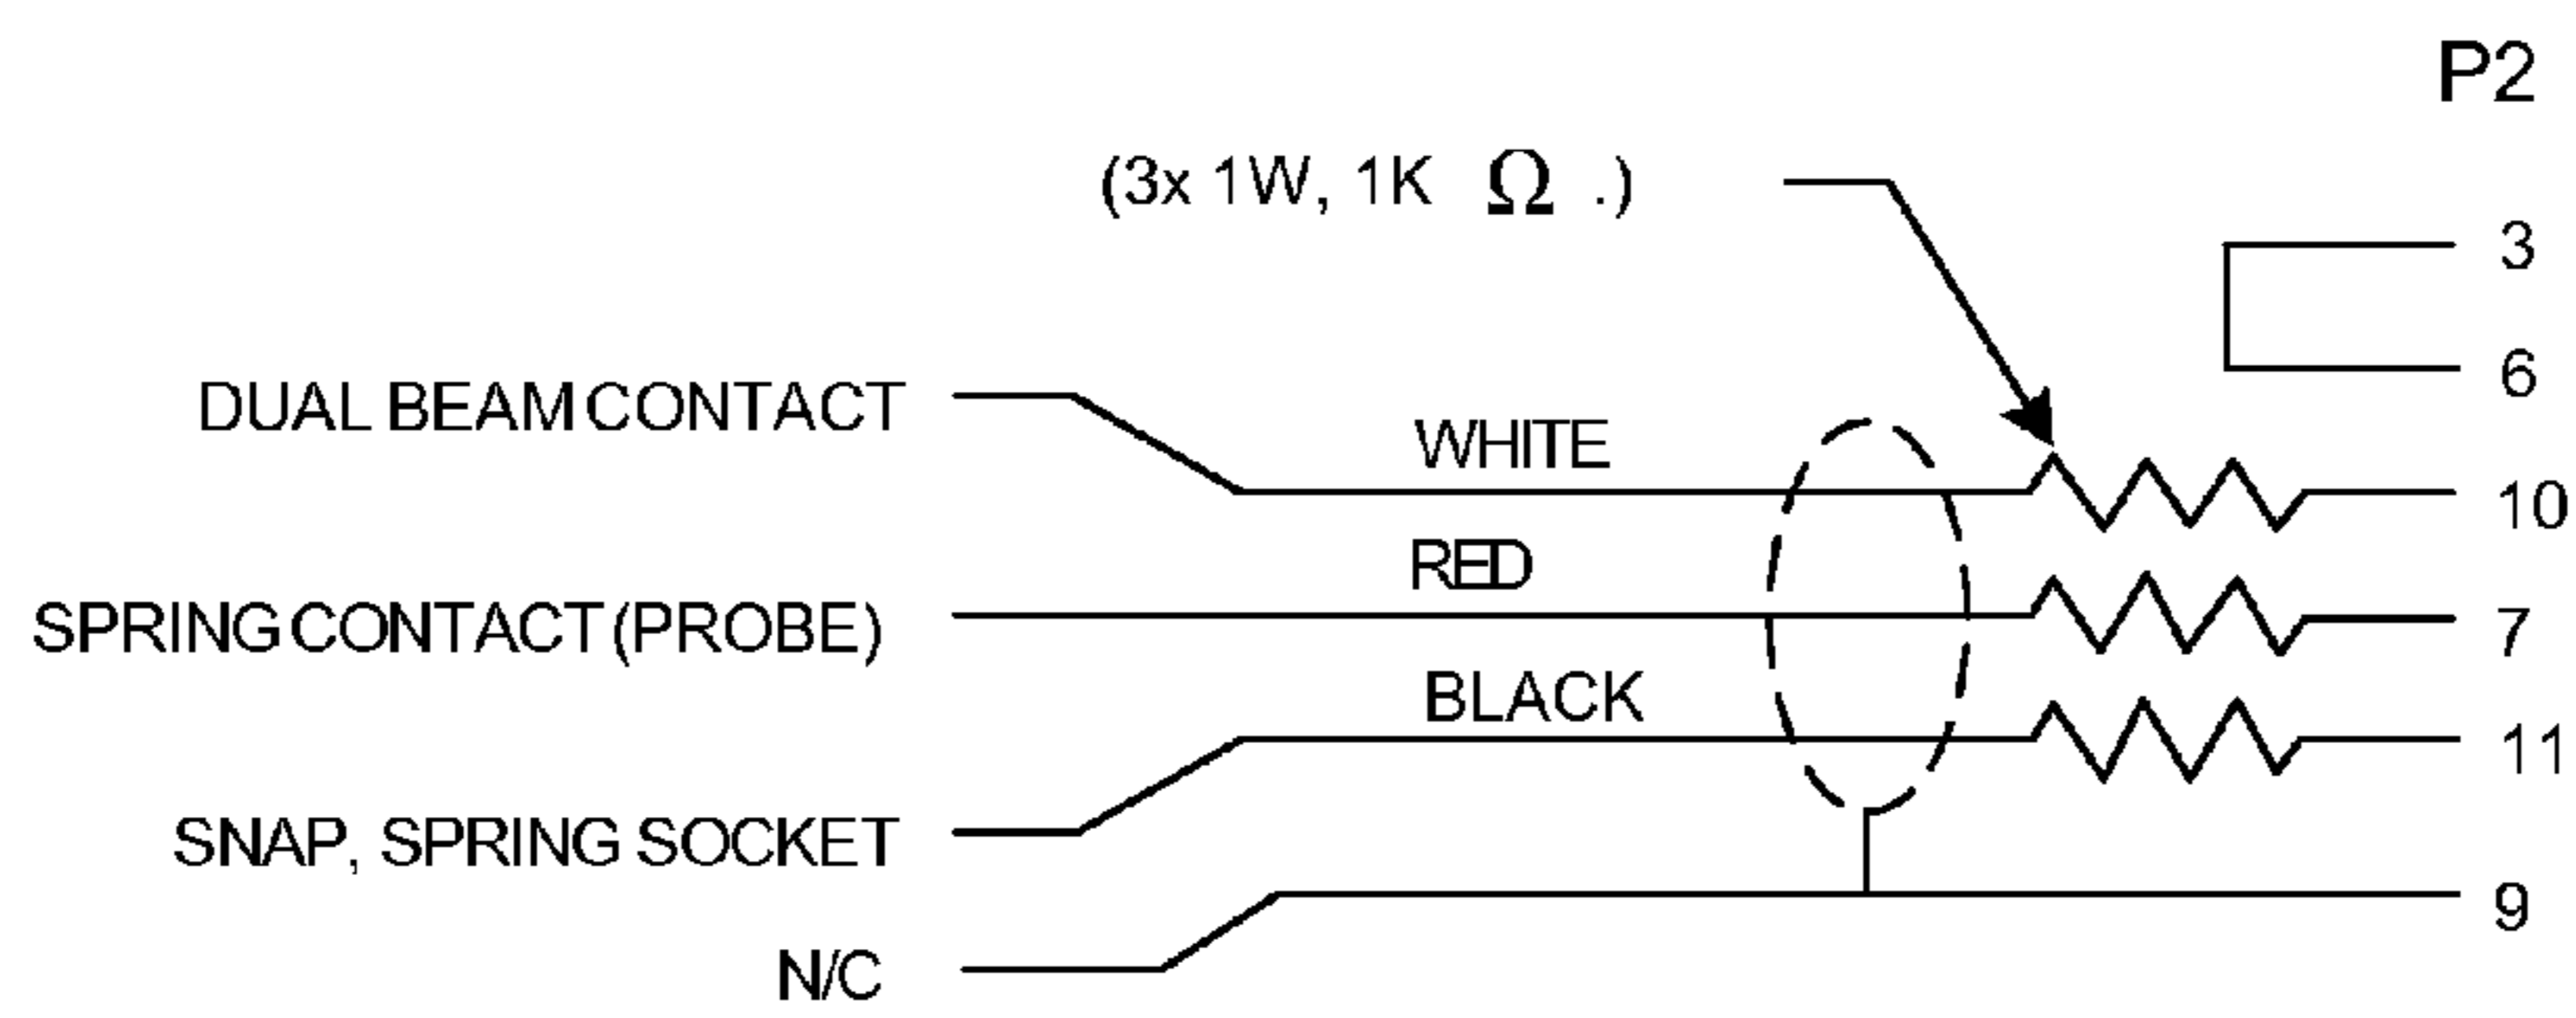 P2
(3x 1W, 1K Ω .)
3
6
DUAL BEAM CONTACT
WHITE
10
RED
SPRING CONTACT (PROBE)
7
BLACK
11
SNAP, SPRING SOCKET
9
N/C